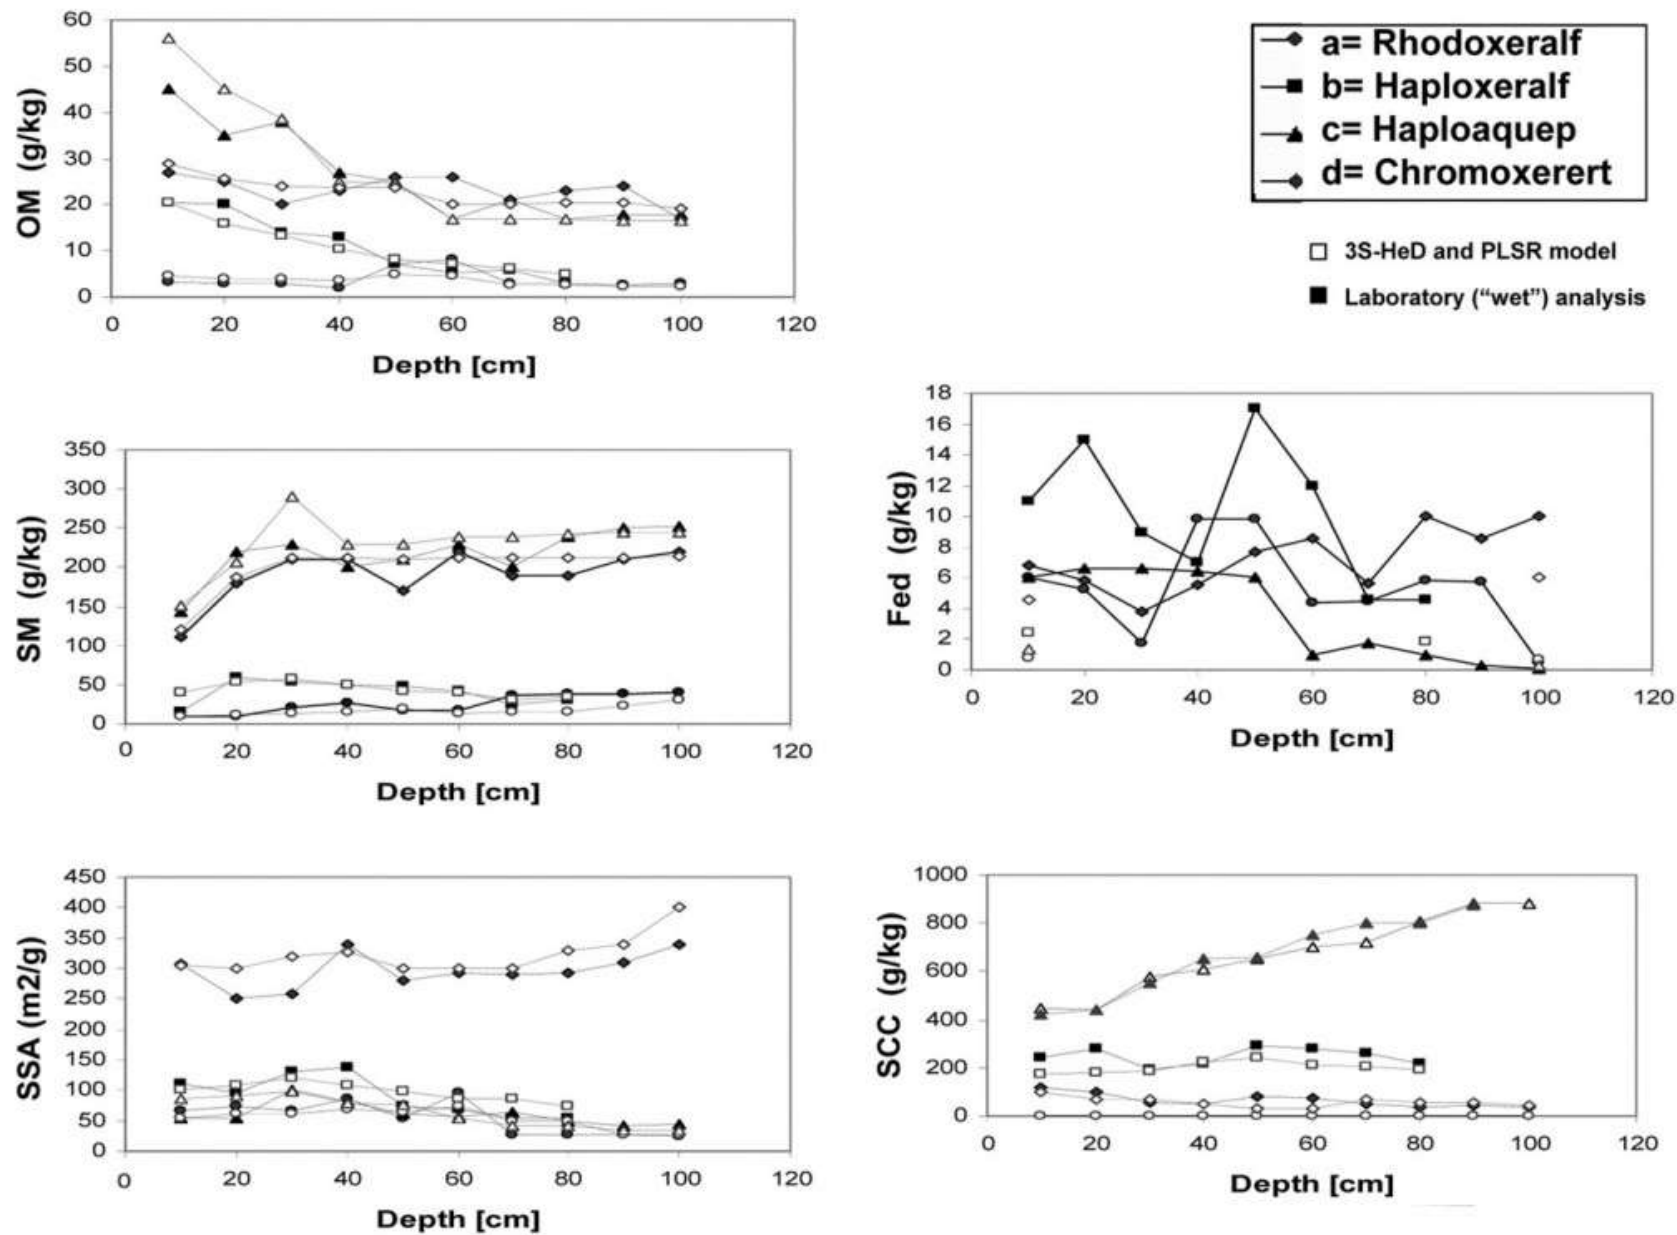 60
50
40
30
20
10
0
OM (g/kg)
0 20 40 60 80 100 120
Depth [cm]
a= Rhodoxeralf
b= Haploxeralf
c= Haploaquep
d= Chromoxerert
3S-HeD and PLSR model
Laboratory (“wet”) analysis
350
300
250
200
150
100
50
0
SM (g/kg)
0 20 40 60 80 100 120
Depth [cm]
18
16
14
12
10
8
6
4
2
0
Fed (g/kg)
0 20 40 60 80 100 120
Depth [cm]
450
400
350
300
250
200
150
100
50
0
SSA (m2/g)
0 20 40 60 80 100 120
Depth [cm]
1000
800
600
400
200
0
SCC (g/kg)
0 20 40 60 80 100 120
Depth [cm]